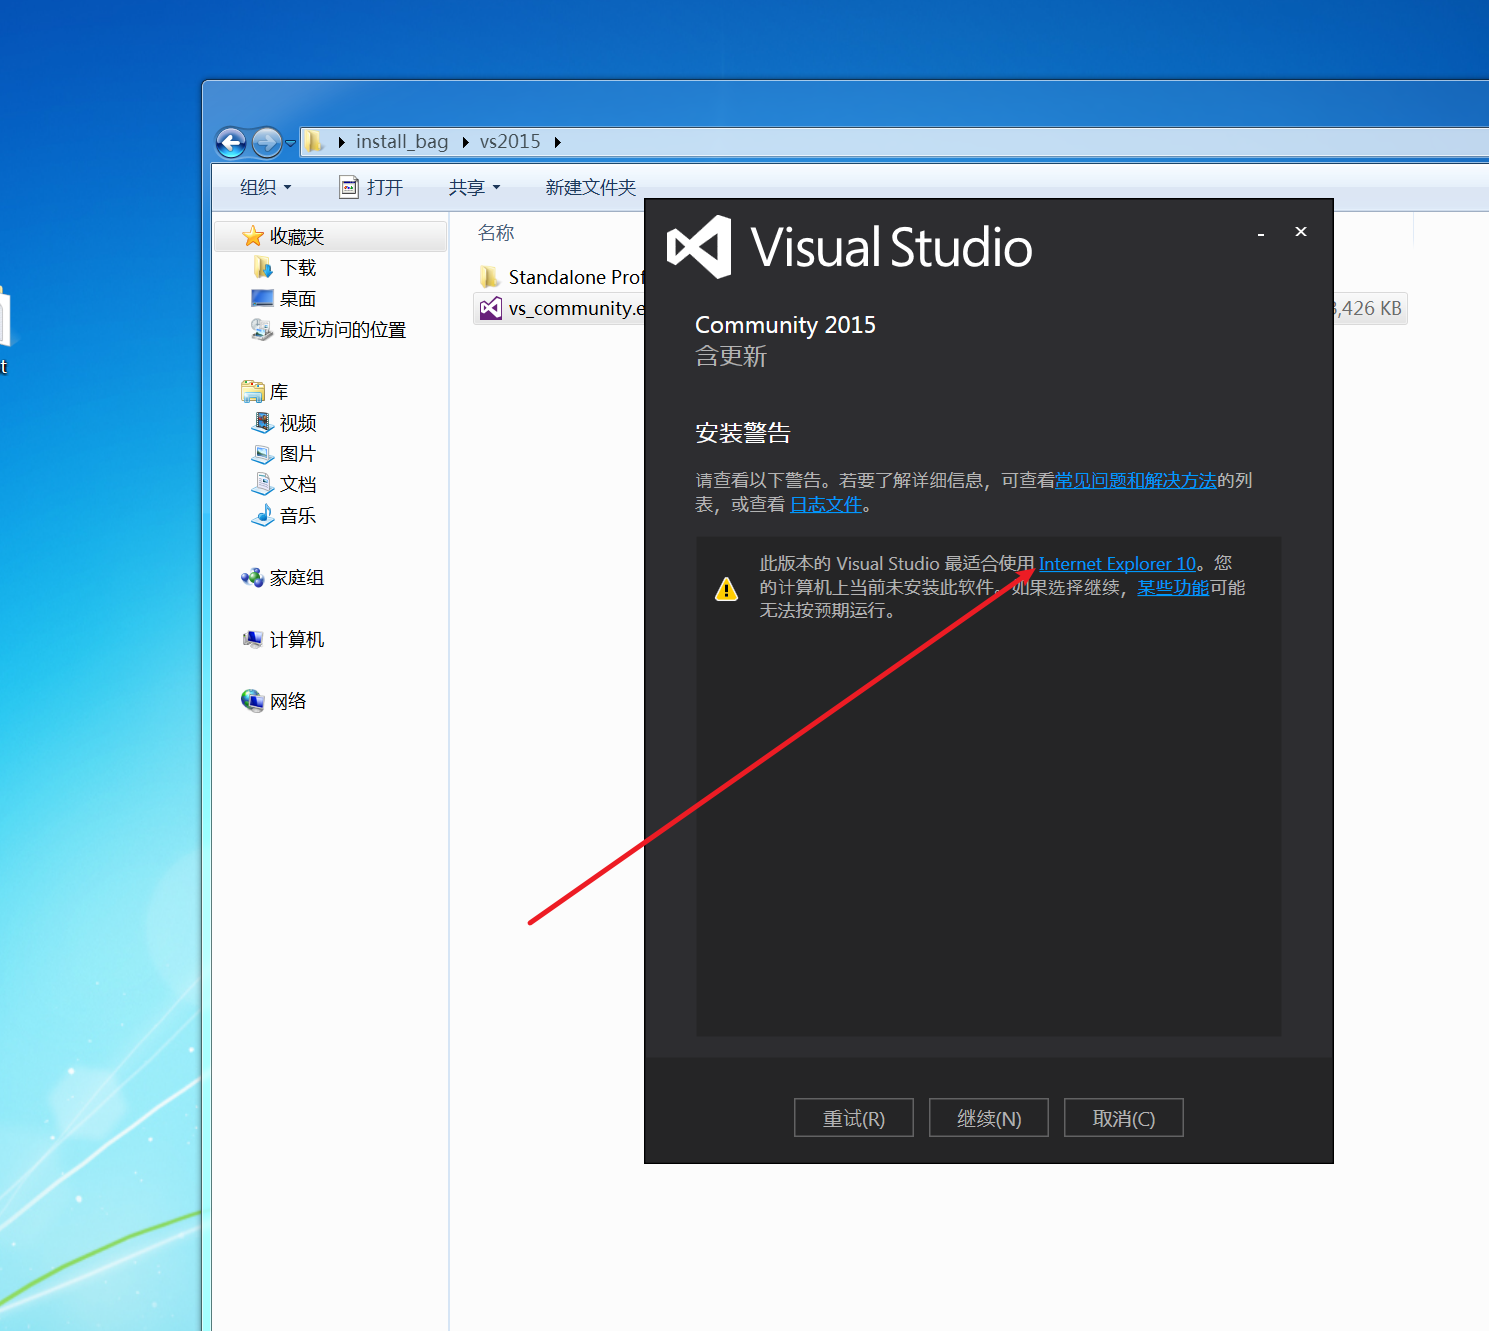 install_bag
vs2015
组织
打开
共享
新建文件夹
收藏夹
下载
桌面
最近访问的位置
库
视频
图片
文档
音乐
家庭组
计算机
网络
t
名称
Standalone Prof
vs_community.e
,426 KB
Visual Studio
Community 2015
含更新
安装警告
请查看以下警告。若要了解详细信息，可查看常见问题和解决方法的列
表，或查看 日志文件。
此版本的 Visual Studio 最适合使用 Internet Explorer 10。您
的计算机上当前未安装此软件。如果选择继续，某些功能可能
无法按预期运行。
重试(R)
继续(N)
取消(C)